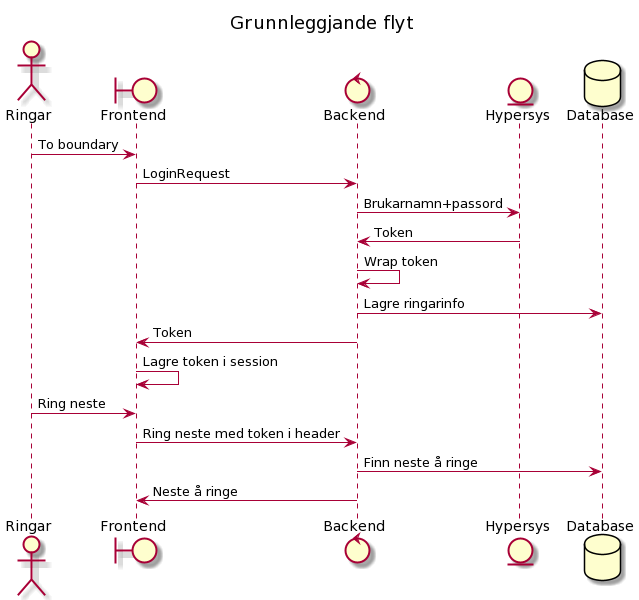 Grunnleggjande flyt
Ringar Frontend Backend Hypersys Database
To boundary
LoginRequest
Brukarnamn+passord
Token
Wrap token
Lagre ringarinfo
Token
Lagre token i session
Ring neste
Ring neste med token i header
Finn neste å ringe
Neste å ringe
Ringar Frontend Backend Hypersys Database